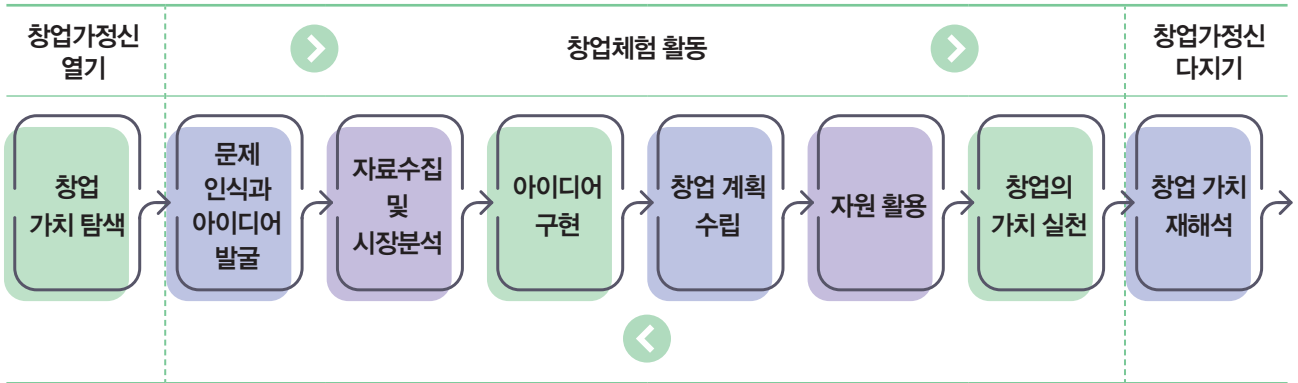 창업가정신
열기
창업체험 활동
창업가정신
다지기
창업
가치 탐색
문제
인식과
아이디어
발굴
자료수집
및
시장분석
아이디어
구현
창업 계획
수립
자원 활용
창업의
가치 실천
창업 가치
재해석